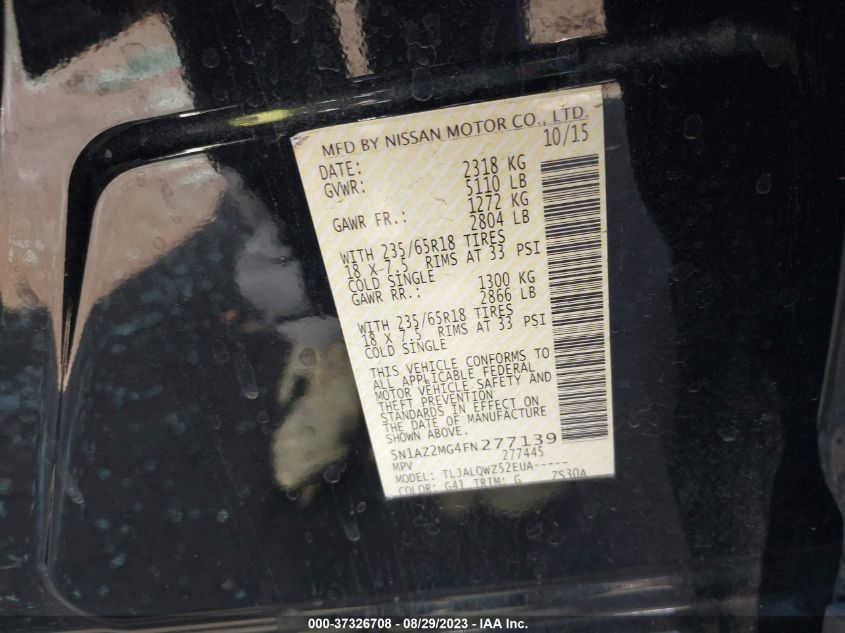 MFD BY NISSAN MOTOR CO., LTD.
DATE: 10/15
GVWR: 2318 KG
5110 LB
GAWR FR.: 1272 KG
2804 LB
WITH 235/65R18 TIRES
18 X 7.5 RIMS AT 33 PSI
COLD SINGLE
GAWR RR.: 1300 KG
2866 LB
WITH 235/65R18 TIRES
18 X 7.5 RIMS AT 33 PSI
COLD SINGLE
THIS VEHICLE CONFORMS TO
ALL APPLICABLE FEDERAL
MOTOR VEHICLE SAFETY AND
THEFT PREVENTION
STANDARDS IN EFFECT ON
THE DATE OF MANUFACTURE
SHOWN ABOVE.
5N1AZ2MG4FN277139
MPV 277445
MODEL: TLJALQWZ52EUA-----
COLOR: G41 TRIM: G ZS30A
000-37326708 - 08/29/2023 - IAA Inc.